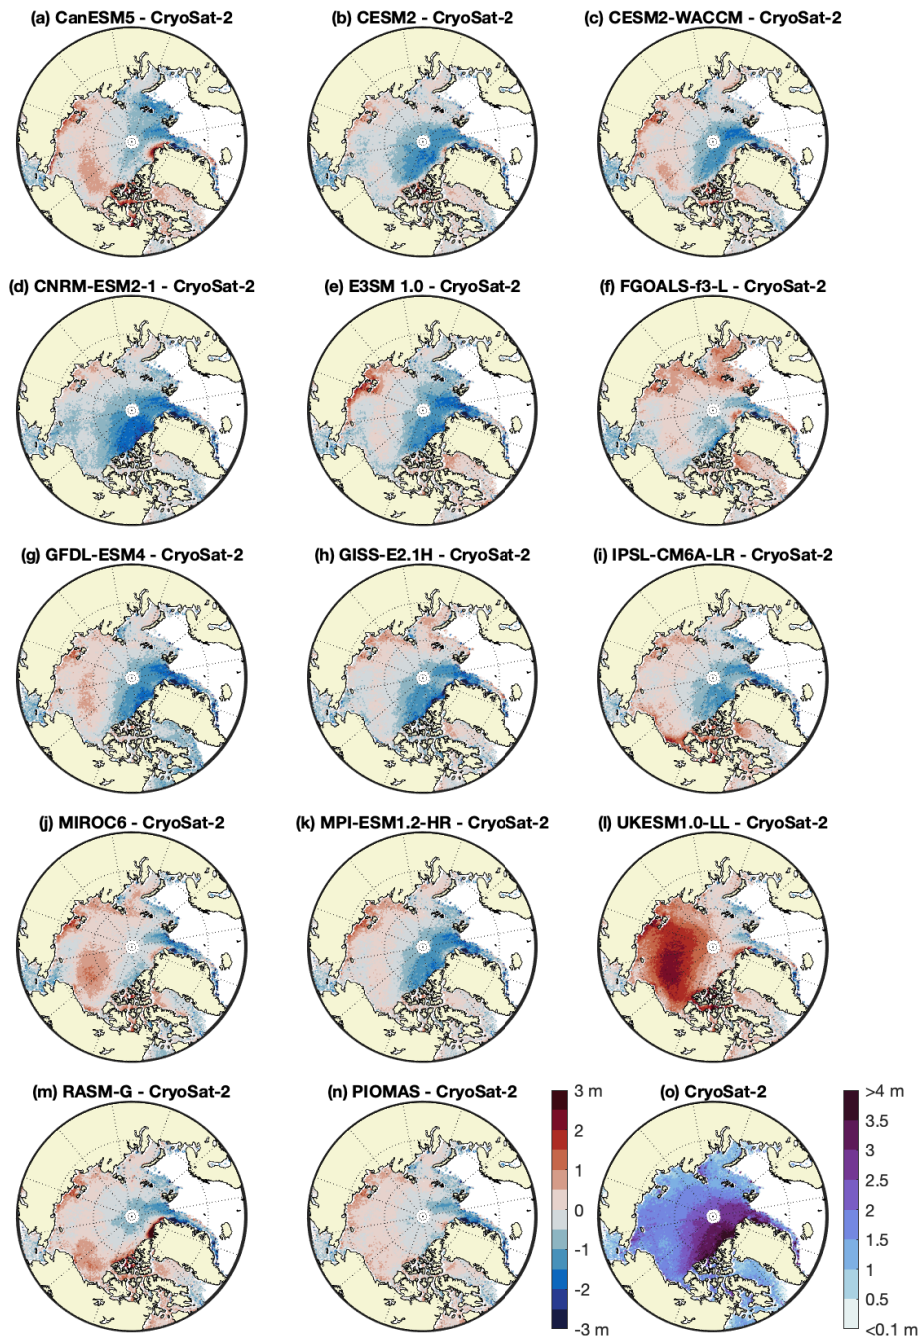 (a) CanESM5 - CryoSat-2
(b) CESM2 - CryoSat-2
(c) CESM2-WACCM - CryoSat-2
(d) CNRM-ESM2-1 - CryoSat-2
(e) E3SM 1.0 - CryoSat-2
(f) FGOALS-f3-L - CryoSat-2
(g) GFDL-ESM4 - CryoSat-2
(h) GISS-E2.1H - CryoSat-2
(i) IPSL-CM6A-LR - CryoSat-2
(j) MIROC6 - CryoSat-2
(k) MPI-ESM1.2-HR - CryoSat-2
(l) UKESM1.0-LL - CryoSat-2
(m) RASM-G - CryoSat-2
(n) PIOMAS - CryoSat-2
3 m
2
1
0
-1
-2
-3 m
(o) CryoSat-2
>4 m
3.5
3
2.5
2
1.5
1
0.5
<0.1 m